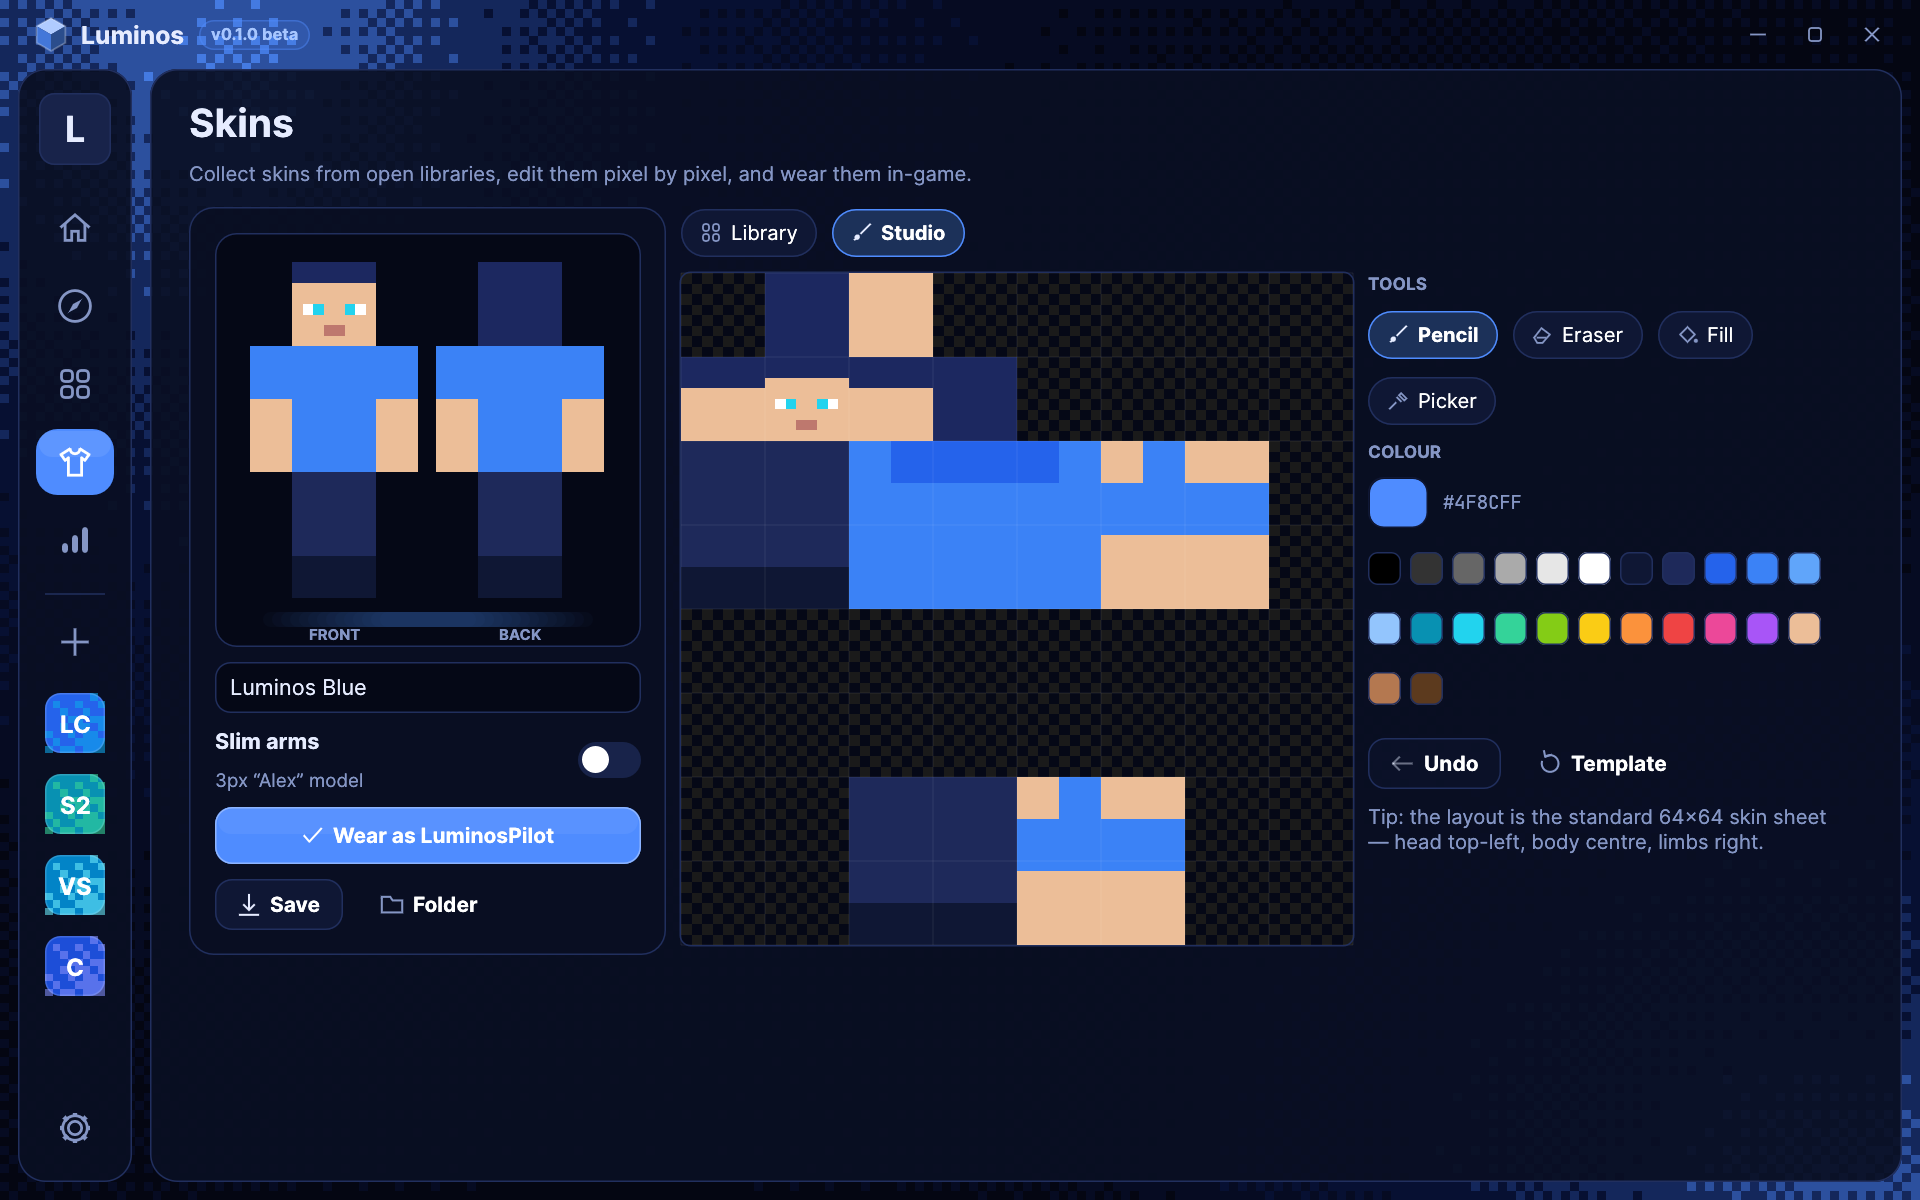 Luminos v0.1.0 beta
L
Skins
Collect skins from open libraries, edit them pixel by pixel, and wear them in-game.
FRONT BACK
Luminos Blue
Slim arms
3px “Alex” model
Wear as LuminosPilot
Save Folder
Library Studio
TOOLS
Pencil Eraser Fill
Picker
COLOUR
#4F8CFF
Undo Template
Tip: the layout is the standard 64×64 skin sheet
— head top-left, body centre, limbs right.
LC
S2
VS
C